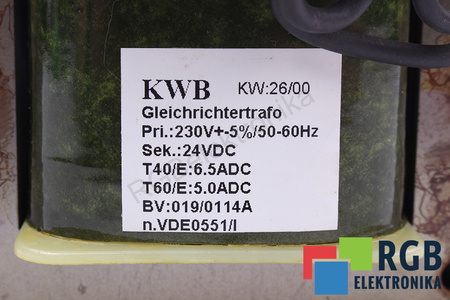 KWB KW:26/00
Gleichrichtertrafo
Pri.:230V+-5%/50-60Hz
Sek.:24VDC
T40/E:6.5ADC
T60/E:5.0ADC
BV:019/0114A
n.VDE0551/I
RGB
ELEKTRONIKA